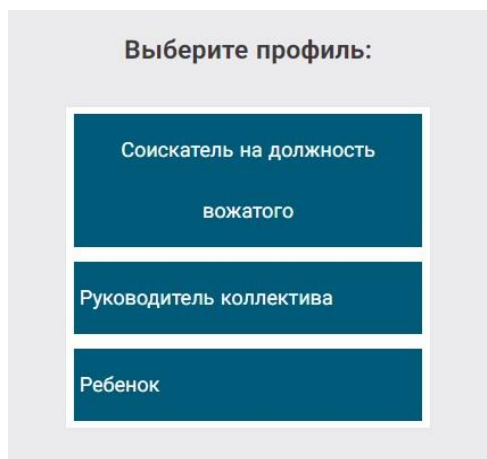 Выберите профиль:
Соискатель на должность
вожатого
Руководитель коллектива
Ребенок